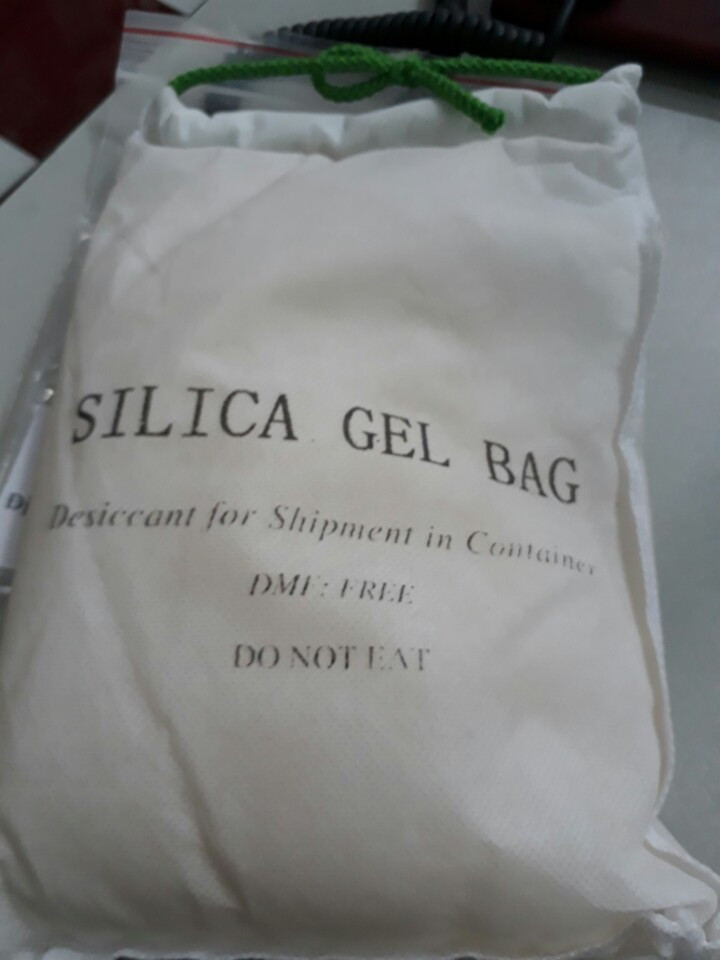 SILICA GEL BAG
Desiccant for Shipment in Container
DMF: FREE
DO NOT EAT